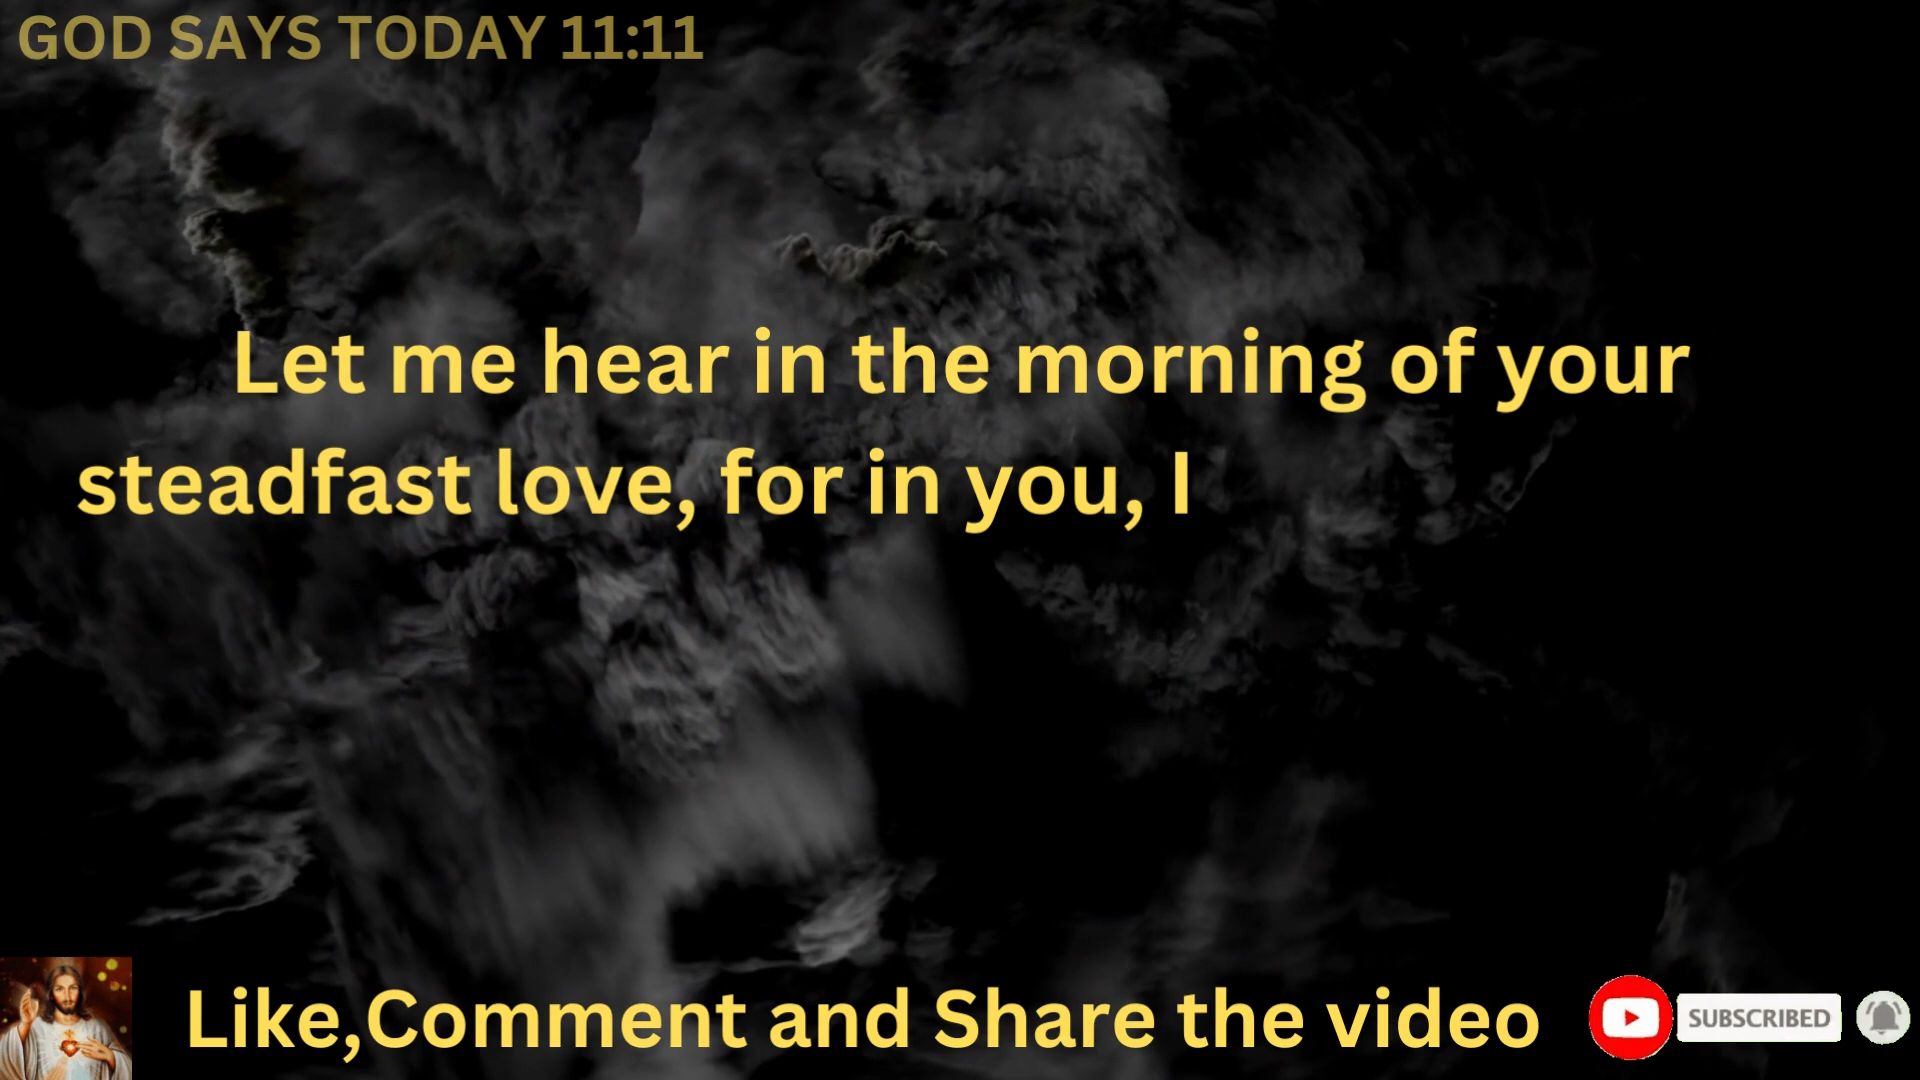 GOD SAYS TODAY 11:11
Let me hear in the morning of your
steadfast love, for in you, I
Like,Comment and Share the video
SUBSCRIBED